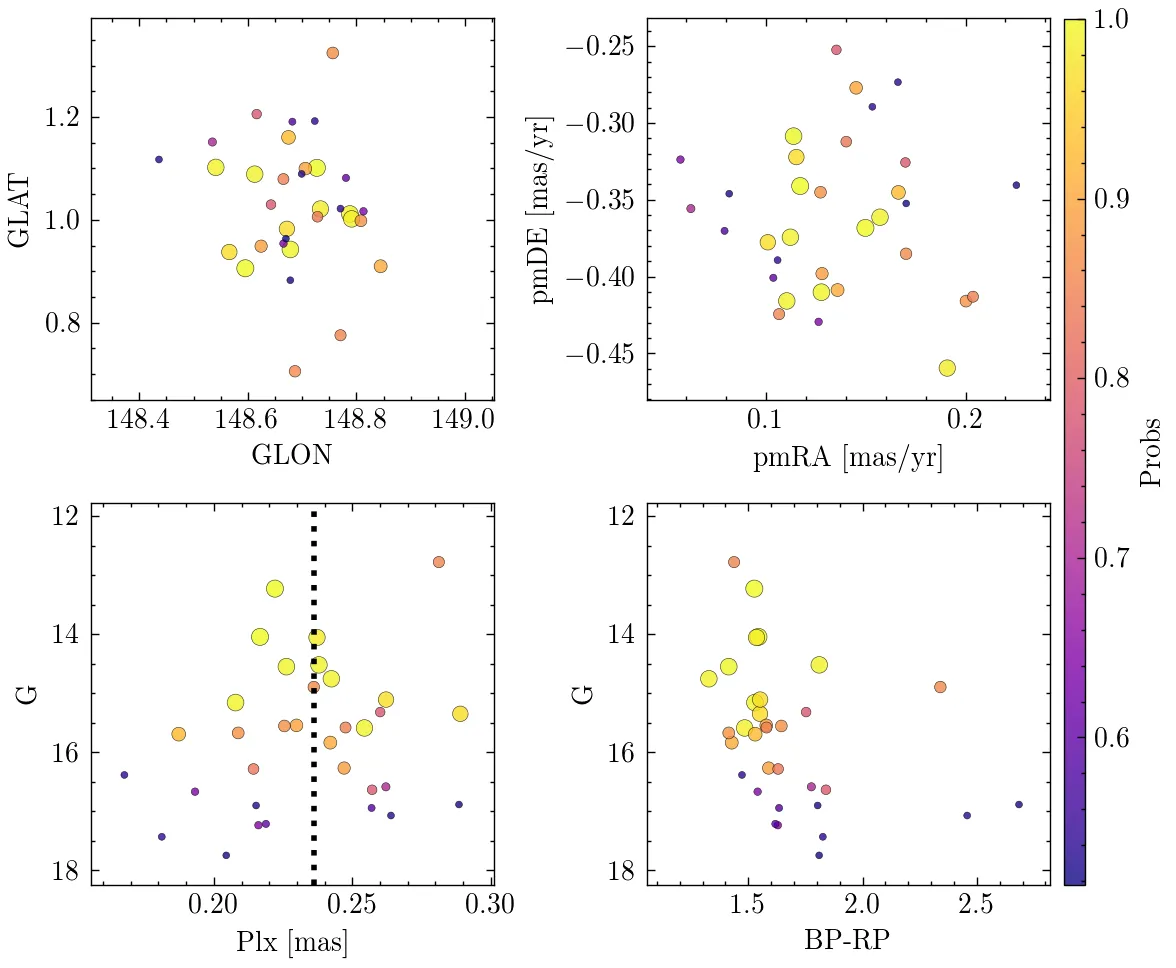 1.2
1.0
0.8
GLAT
148.4 148.6 148.8 149.0
GLON
−0.25
−0.30
−0.35
−0.40
−0.45
pmDE [mas/yr]
0.1 0.2
pmRA [mas/yr]
12
14
16
18
G
0.20 0.25 0.30
Plx [mas]
12
14
16
18
G
1.5 2.0 2.5
BP-RP
1.0
0.9
0.8
0.7
0.6
Probs